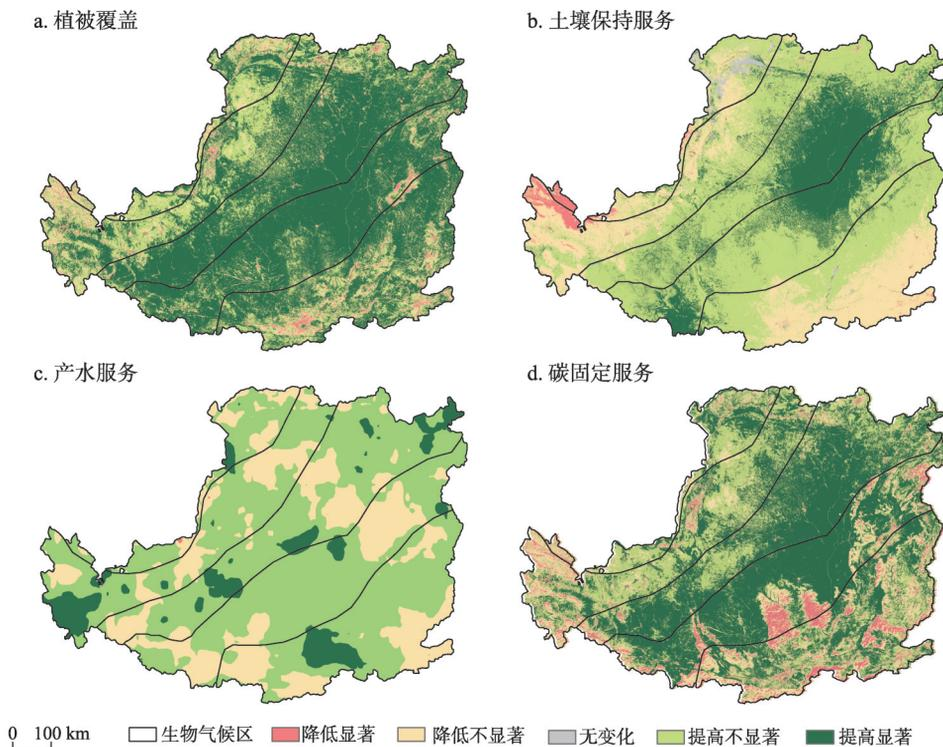 a. 植被覆盖
b. 土壤保持服务
c. 产水服务
d. 碳固定服务
0 100 km 生物气候区 降低显著 降低不显著 无变化 提高不显著 提高显著